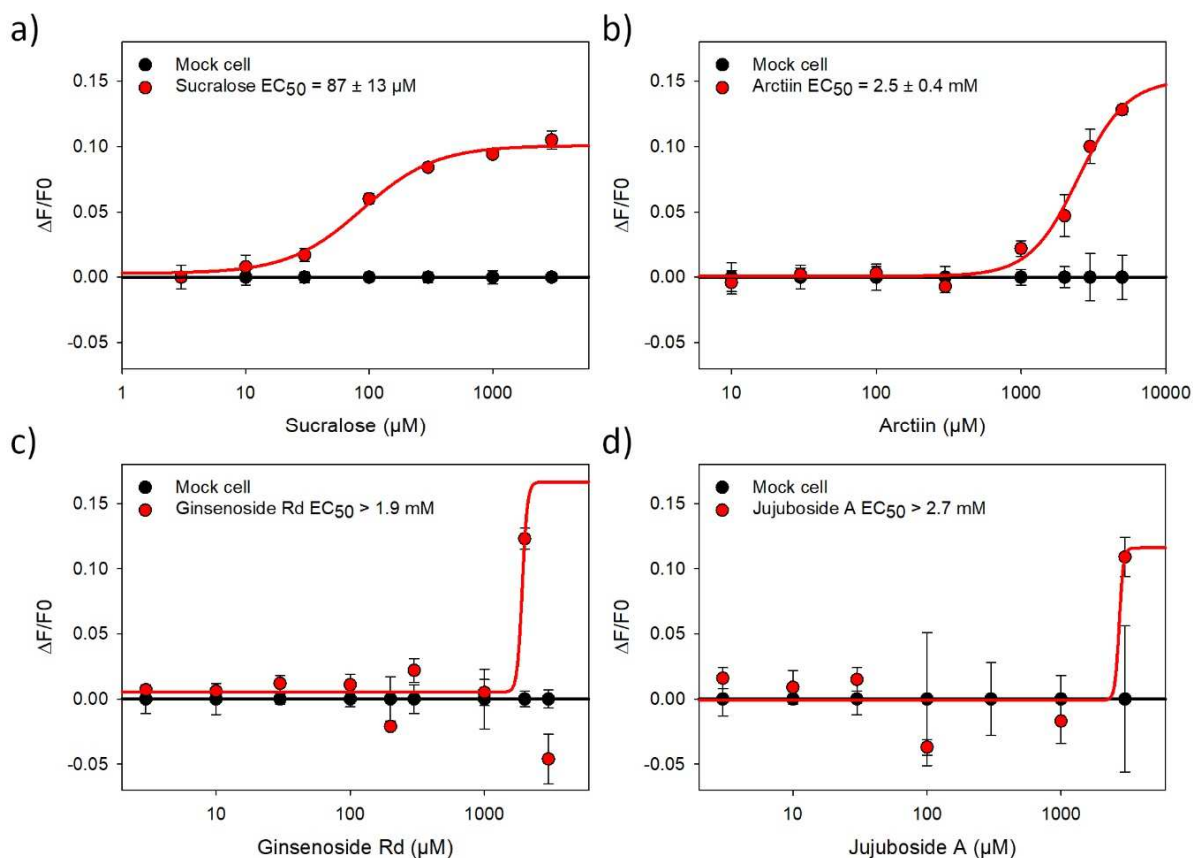 a)
Mock cell
Sucralose EC50 = 87 ± 13 µM
0.15
0.10
0.05
0.00
-0.05
ΔF/F0
1
10
100
1000
Sucralose (µM)
b)
Mock cell
Arctiin EC50 = 2.5 ± 0.4 mM
0.15
0.10
0.05
0.00
-0.05
ΔF/F0
10
100
1000
10000
Arctiin (µM)
c)
Mock cell
Ginsenoside Rd EC50 > 1.9 mM
0.15
0.10
0.05
0.00
-0.05
ΔF/F0
10
100
1000
Ginsenoside Rd (µM)
d)
Mock cell
Jujuboside A EC50 > 2.7 mM
0.15
0.10
0.05
0.00
-0.05
ΔF/F0
10
100
1000
Jujuboside A (µM)